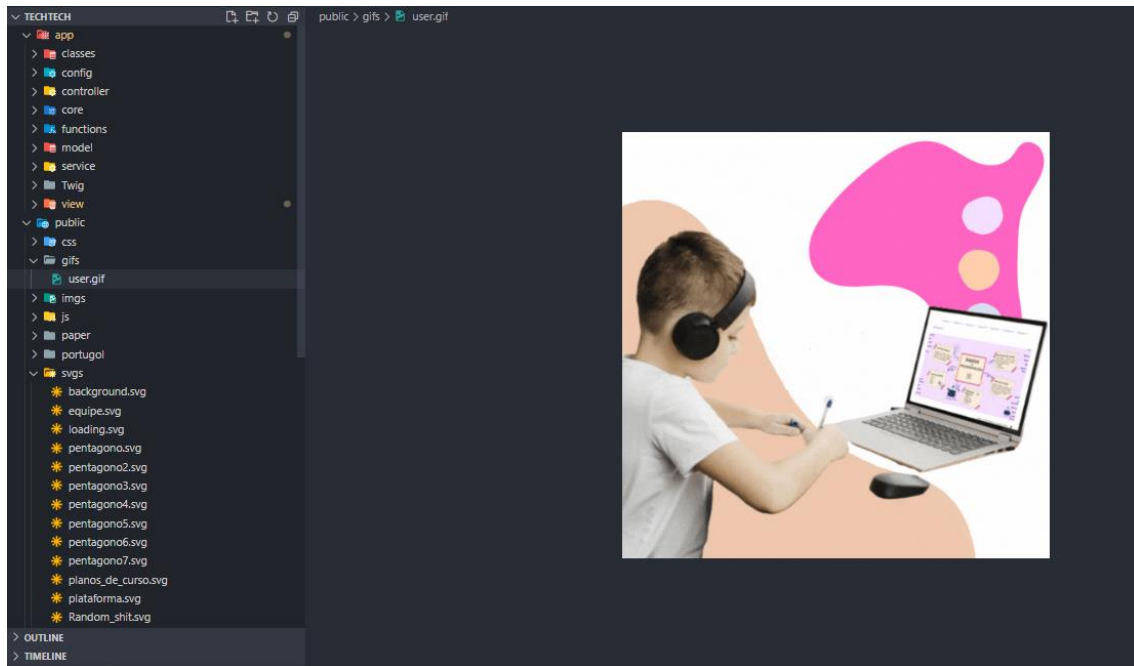 TECHTECH
public > gifs > user.gif
app
classes
config
controller
core
functions
model
service
Twig
view
public
css
gifs
user.gif
imgs
js
paper
portugol
svgs
background.svg
equipe.svg
loading.svg
pentagono.svg
pentagono2.svg
pentagono3.svg
pentagono4.svg
pentagono5.svg
pentagono6.svg
pentagono7.svg
planos_de_curso.svg
plataforma.svg
Random_shit.svg
OUTLINE
TIMELINE